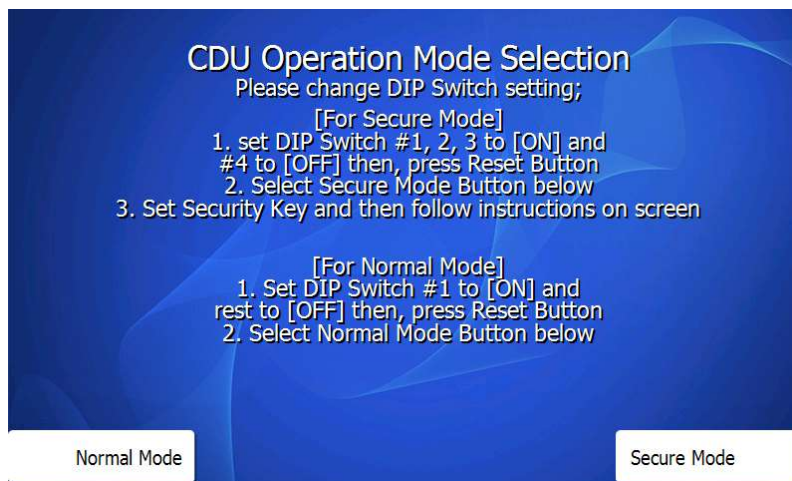 CDU Operation Mode Selection
Please change DIP Switch setting;
[For Secure Mode]
1. set DIP Switch #1, 2, 3 to [ON] and
#4 to [OFF] then, press Reset Button
2. Select Secure Mode Button below
3. Set Security Key and then follow instructions on screen
[For Normal Mode]
1. Set DIP Switch #1 to [ON] and
rest to [OFF] then, press Reset Button
2. Select Normal Mode Button below
Normal Mode
Secure Mode